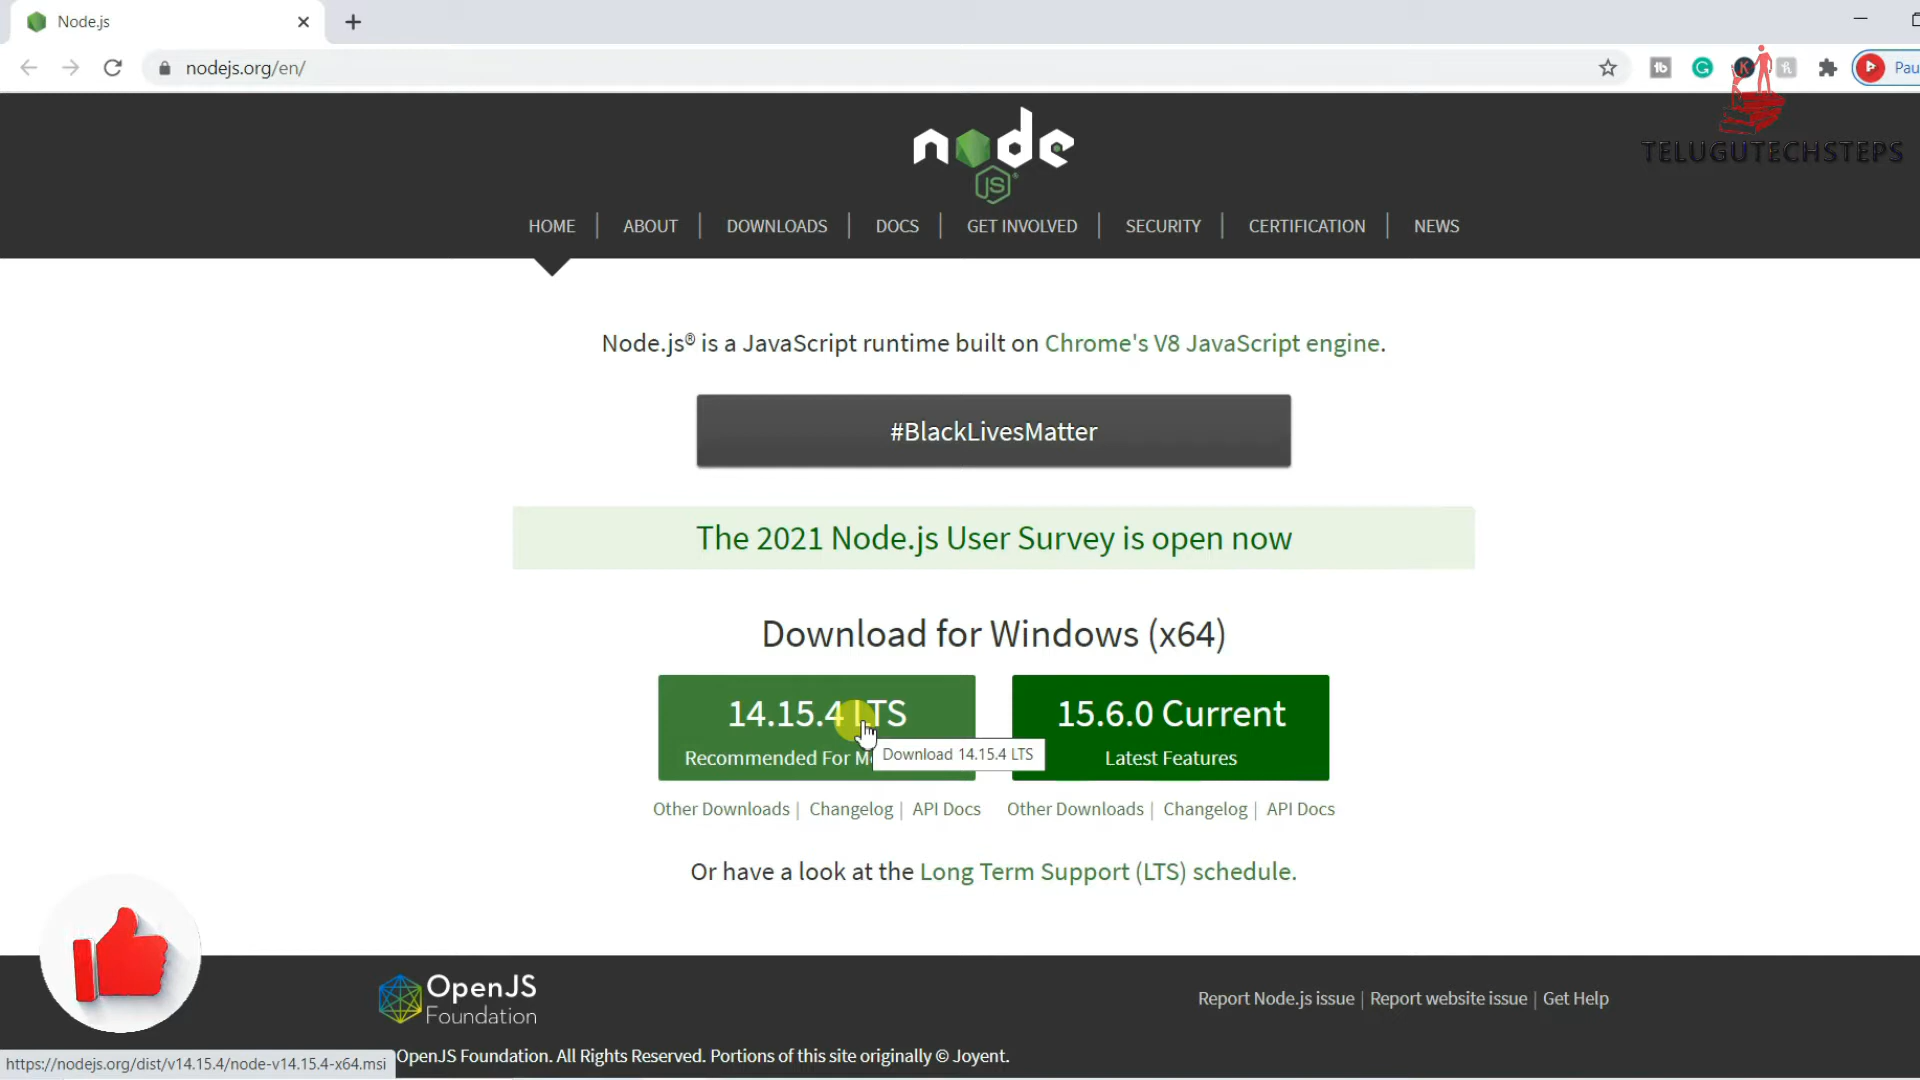 Node.js
nodejs.org/en/
Pau
TELUGUTECHSTEPS
node
JS
HOME | ABOUT | DOWNLOADS | DOCS | GET INVOLVED | SECURITY | CERTIFICATION | NEWS
Node.js® is a JavaScript runtime built on Chrome's V8 JavaScript engine.
#BlackLivesMatter
The 2021 Node.js User Survey is open now
Download for Windows (x64)
14.15.4 LTS
Recommended For M
Download 14.15.4 LTS
15.6.0 Current
Latest Features
Other Downloads | Changelog | API Docs
Other Downloads | Changelog | API Docs
Or have a look at the Long Term Support (LTS) schedule.
OpenJS
Foundation
Report Node.js issue | Report website issue | Get Help
OpenJS Foundation. All Rights Reserved. Portions of this site originally © Joyent.
https://nodejs.org/dist/v14.15.4/node-v14.15.4-x64.msi